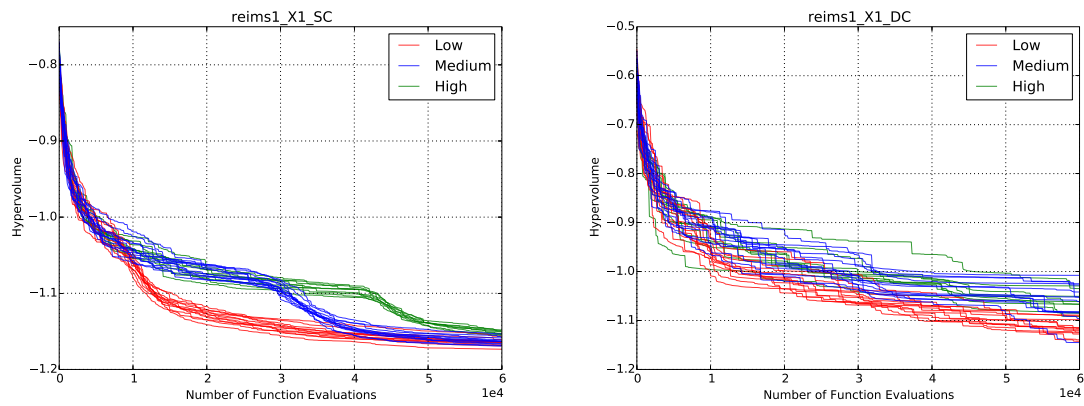 reims1_X1_SC
Low
Medium
High
−0.8
−0.9
−1.0
−1.1
−1.2
Hypervolume
0 1 2 3 4 5 6
Number of Function Evaluations 1e4
reims1_X1_DC
Low
Medium
High
−0.5
−0.6
−0.7
−0.8
−0.9
−1.0
−1.1
−1.2
Hypervolume
0 1 2 3 4 5 6
Number of Function Evaluations 1e4